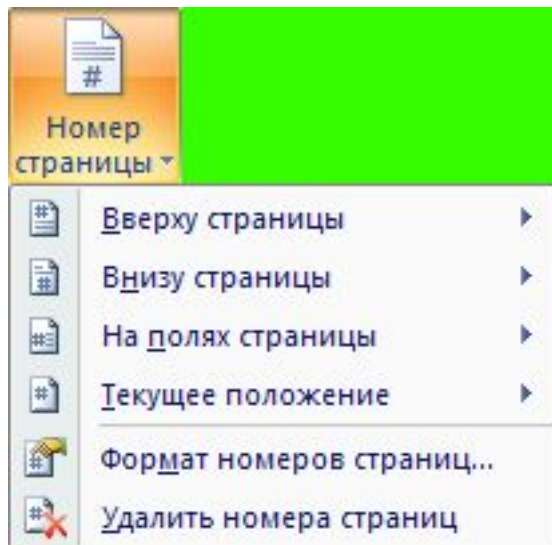 Номер
страницы
Вверху страницы
Внизу страницы
На полях страницы
Текущее положение
Формат номеров страниц...
Удалить номера страниц